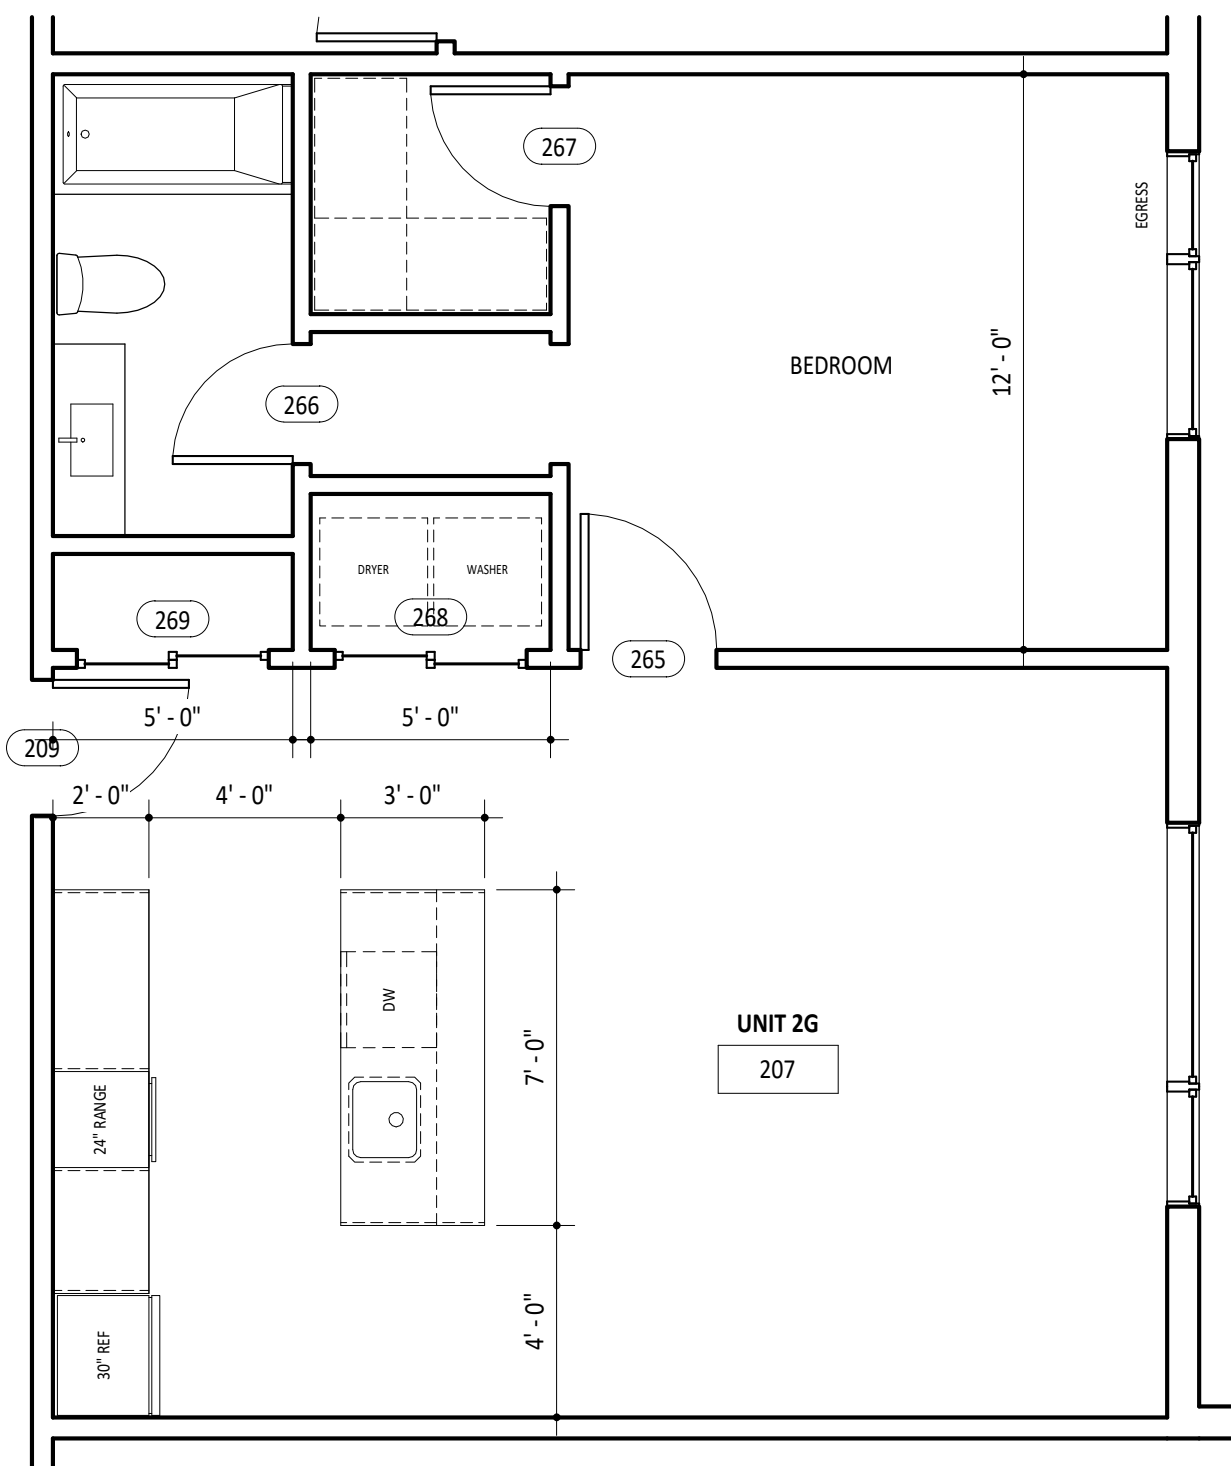 267
EGRESS
12' - 0"
BEDROOM
266
DRYER
WASHER
269
268
265
5' - 0"
5' - 0"
209
2' - 0"
4' - 0"
3' - 0"
DW
UNIT 2G
207
7' - 0"
24" RANGE
4' - 0"
30" REF